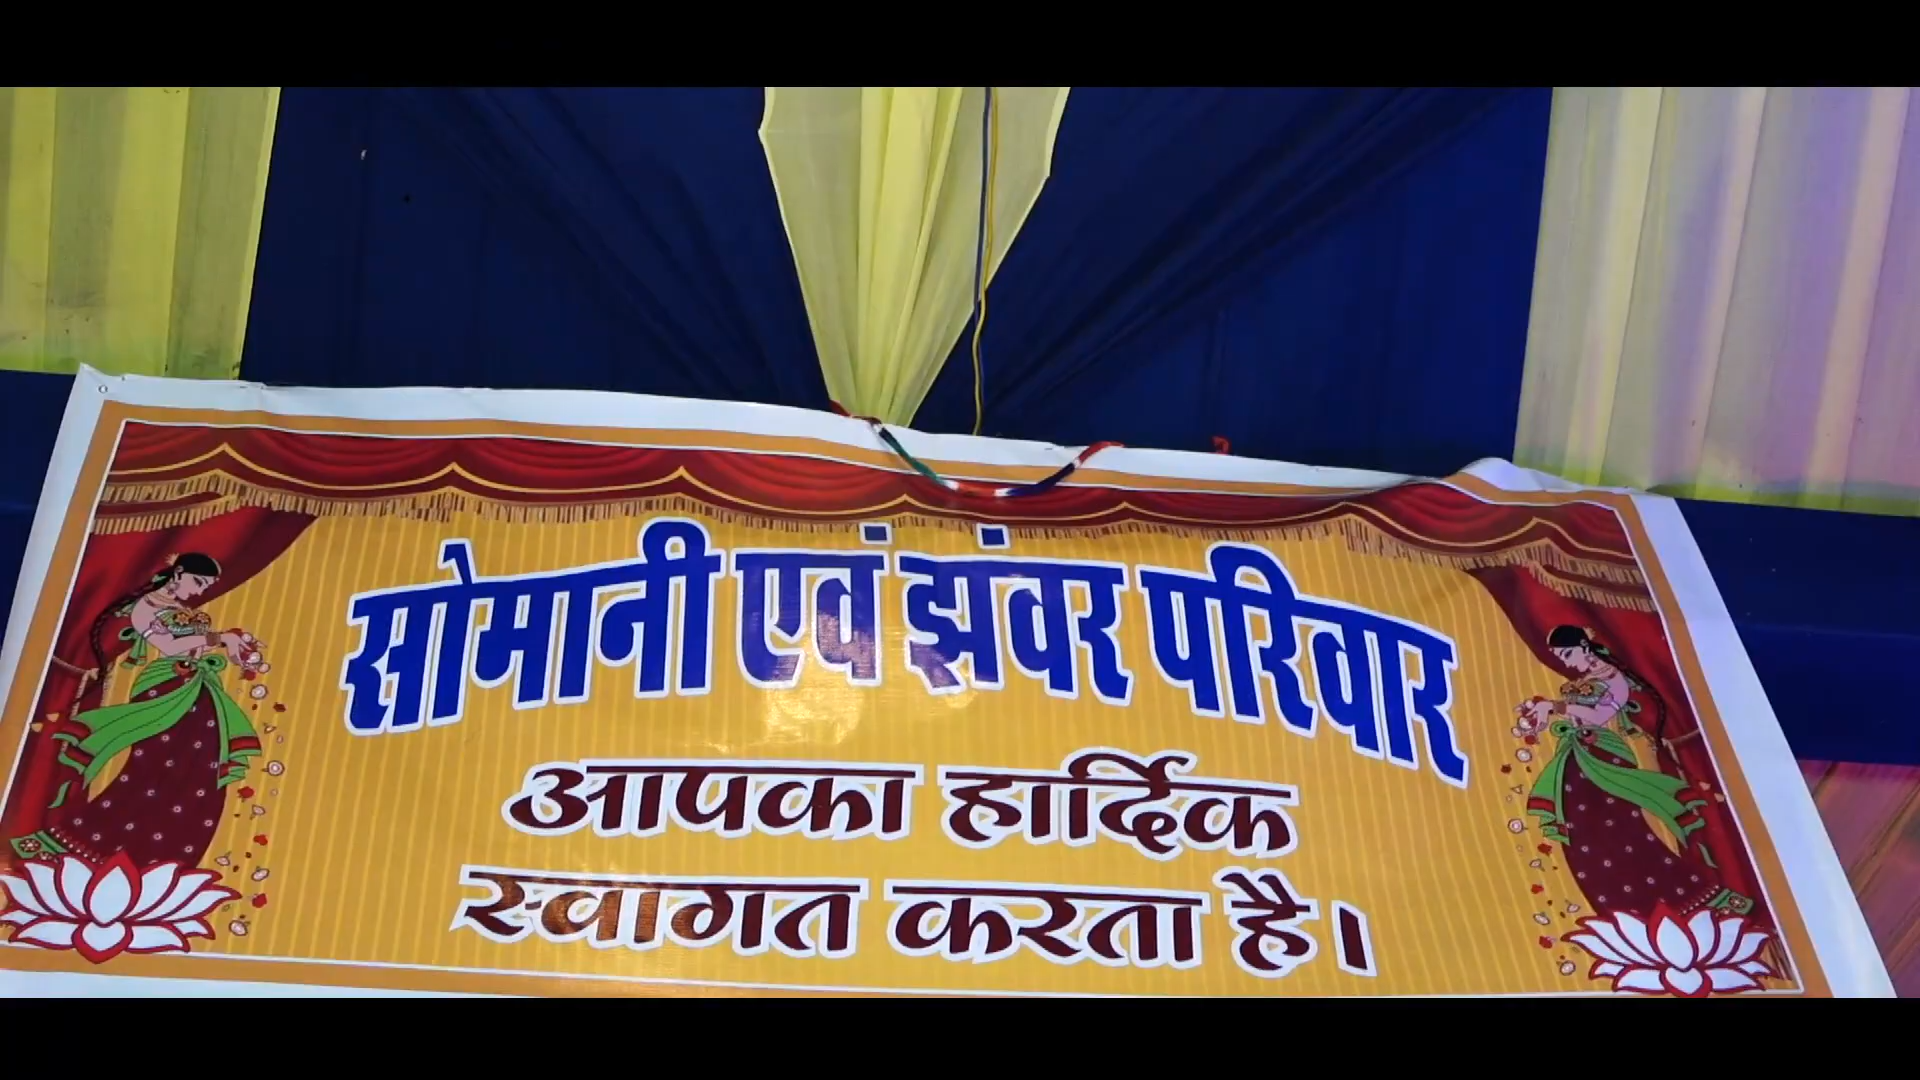 सोमानी एवं झंवर परिवार
आपका हार्दिक
स्वागत करता है।